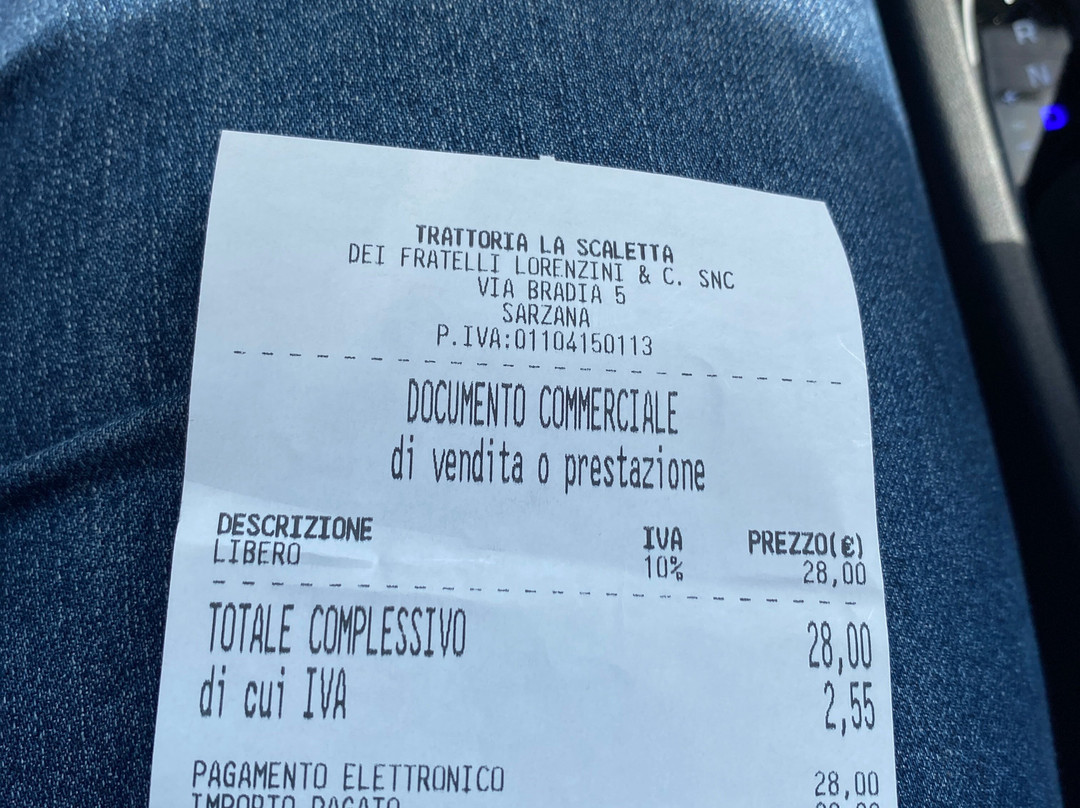 TRATTORIA LA SCALETTA
DEI FRATELLI LORENZINI & C. SNC
VIA BRADIA 5
SARZANA
P.IVA:01104150113
DOCUMENTO COMMERCIALE
di vendita o prestazione
DESCRIZIONE IVA PREZZO(€)
LIBERO 10% 28,00
TOTALE COMPLESSIVO 28,00
di cui IVA 2,55
PAGAMENTO ELETTRONICO 28,00
IMPORTO PAGATO
R
N